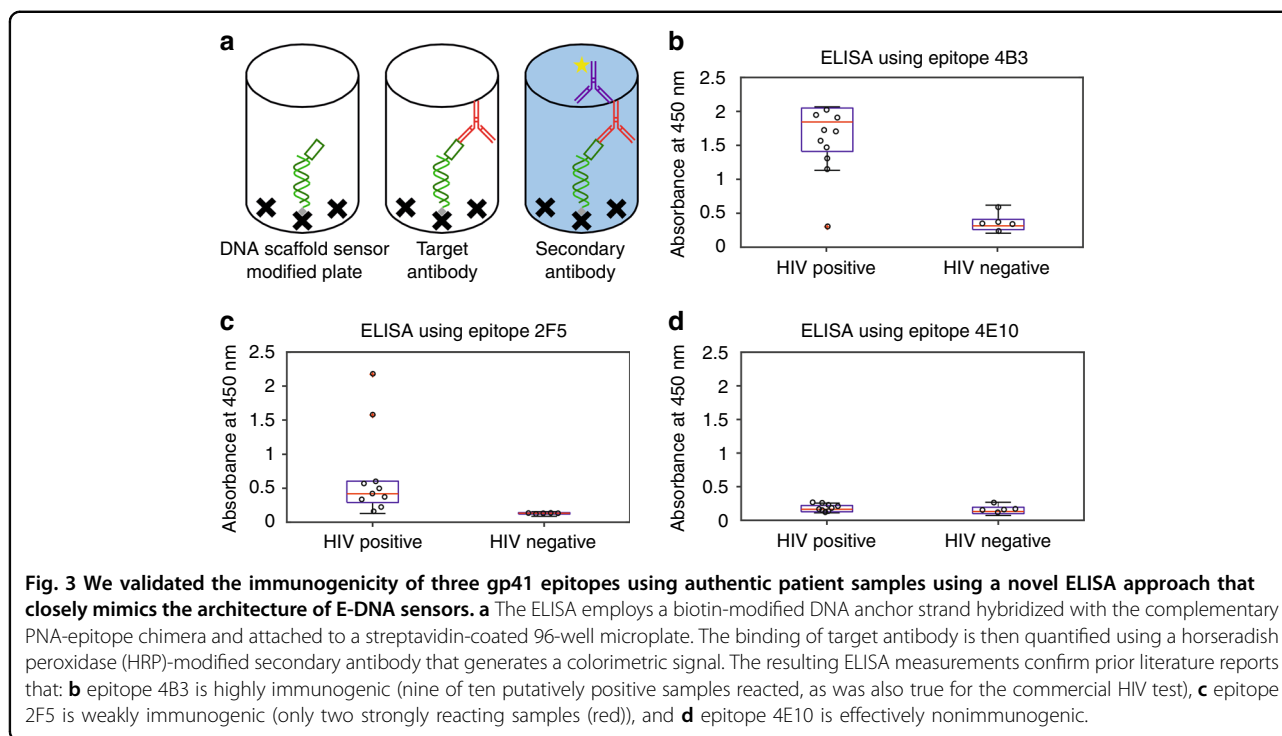 a
DNA scaffold sensor
modified plate
Target
antibody
Secondary
antibody
b
ELISA using epitope 4B3
Absorbance at 450 nm
2.5
2
1.5
1
0.5
0
HIV positive
HIV negative
c
ELISA using epitope 2F5
Absorbance at 450 nm
2.5
2
1.5
1
0.5
0
HIV positive
HIV negative
d
ELISA using epitope 4E10
Absorbance at 450 nm
2.5
2
1.5
1
0.5
0
HIV positive
HIV negative
Fig. 3 We validated the immunogenicity of three gp41 epitopes using authentic patient samples using a novel ELISA approach that
closely mimics the architecture of E-DNA sensors. a The ELISA employs a biotin-modified DNA anchor strand hybridized with the complementary
PNA-epitope chimera and attached to a streptavidin-coated 96-well microplate. The binding of target antibody is then quantified using a horseradish
peroxidase (HRP)-modified secondary antibody that generates a colorimetric signal. The resulting ELISA measurements confirm prior literature reports
that: b epitope 4B3 is highly immunogenic (nine of ten putatively positive samples reacted, as was also true for the commercial HIV test), c epitope
2F5 is weakly immunogenic (only two strongly reacting samples (red)), and d epitope 4E10 is effectively nonimmunogenic.